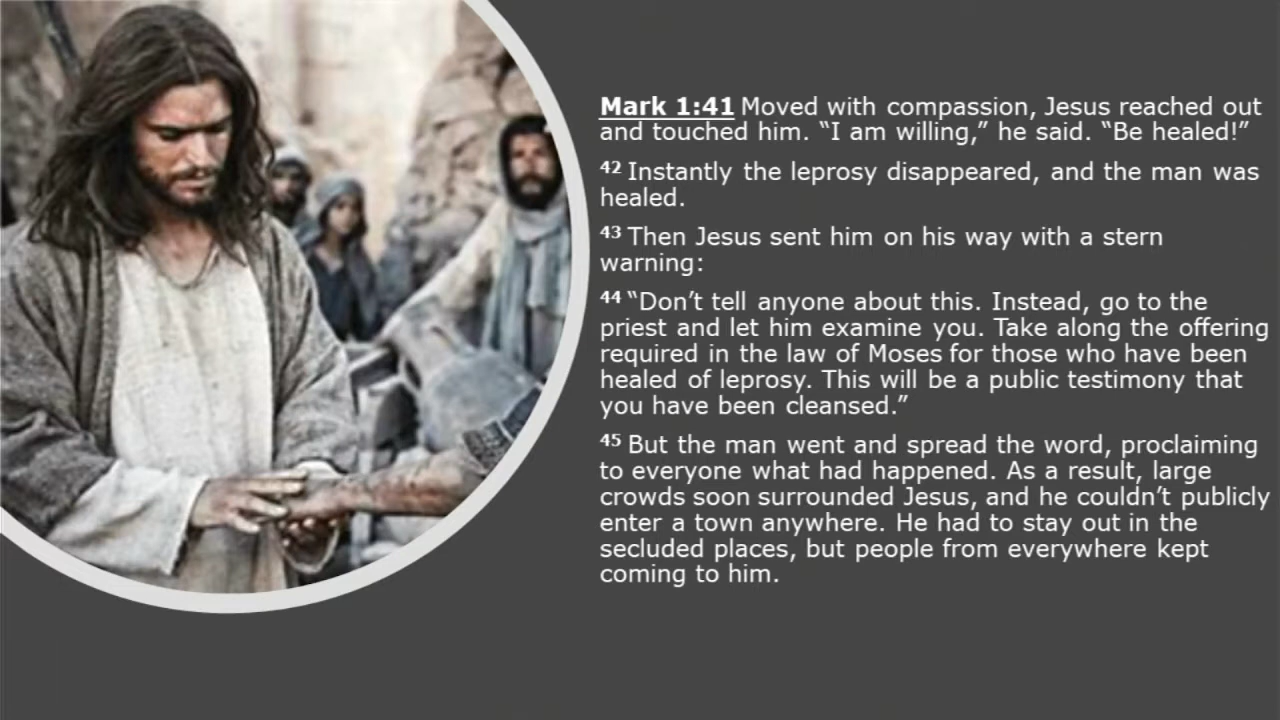 Mark 1:41 Moved with compassion, Jesus reached out
and touched him. “I am willing,” he said. “Be healed!”
42 Instantly the leprosy disappeared, and the man was
healed.
43 Then Jesus sent him on his way with a stern
warning:
44 “Don’t tell anyone about this. Instead, go to the
priest and let him examine you. Take along the offering
required in the law of Moses for those who have been
healed of leprosy. This will be a public testimony that
you have been cleansed.”
45 But the man went and spread the word, proclaiming
to everyone what had happened. As a result, large
crowds soon surrounded Jesus, and he couldn’t publicly
enter a town anywhere. He had to stay out in the
secluded places, but people from everywhere kept
coming to him.